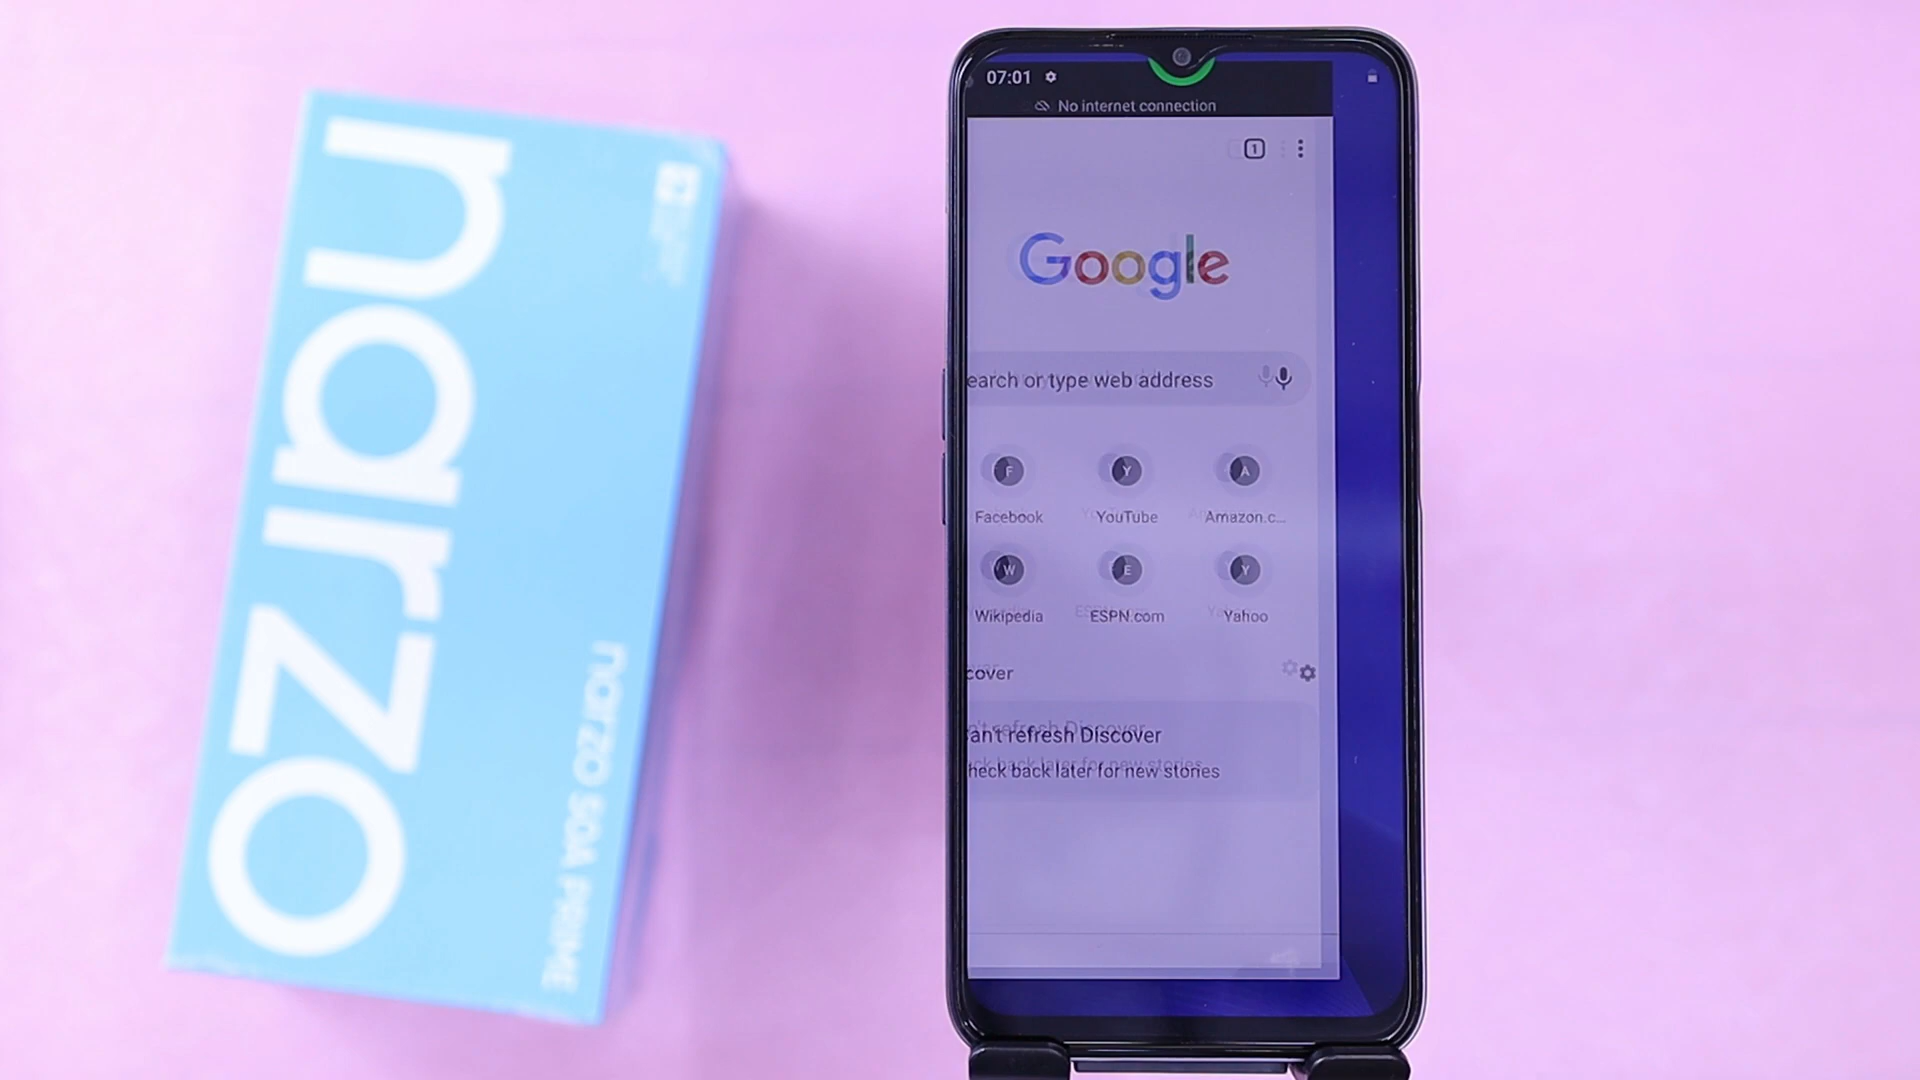 narzo
narzo 50A PRIME
07:01
No internet connection
1
Google
earch or type web address
F
Y
A
Facebook
YouTube
Amazon.c...
W
E
Y
Wikipedia
ESPN.com
Yahoo
cover
an't refresh Discover
heck back later for new stories